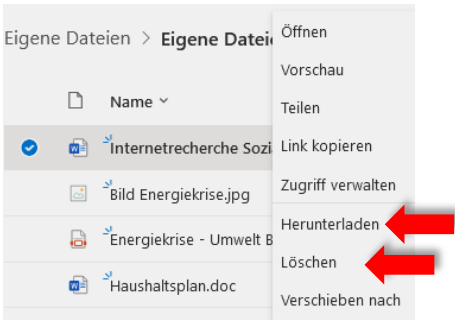 Eigene Dateien > Eigene Datei
Name
Internetrecherche Sozi
Bild Energiekrise.jpg
Energiekrise - Umwelt B
Haushaltsplan.doc
Öffnen
Vorschau
Teilen
Link kopieren
Zugriff verwalten
Herunterladen
Löschen
Verschieben nach